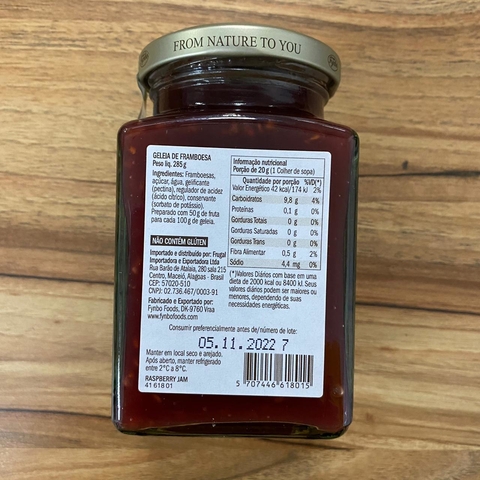 FROM NATURE TO YOU
GELEIA DE FRAMBOESA
Peso líq. 285g
Ingredientes: Framboesas,
açúcar, água, gelificante
(pectina), regulador de acidez
(ácido cítrico), conservante
(sorbato de potássio).
Preparado com 50 g de fruta
para cada 100 g de geleia.
NÃO CONTÉM GLÚTEN
Importado e distribuído por: Frugal
Importadora e Exportadora Ltda
Rua Barão de Atalaia, 280 sala 215
Centro, Maceió, Alagoas - Brasil
CEP: 57020-510
CNPJ: 02.736.467/0003-91
Fabricado e Exportado por:
Fynbo Foods, DK-9760 Vraa
www.fynbofoods.com
Informação nutricional
Porção de 20 g (1 Colher de sopa)
Quantidade por porção %VD(*)
Valor Energético 42 kcal/174 kJ 2%
Carboidratos 9,8 g 4%
Proteínas 0,1 g 0%
Gorduras Totais 0 g 0%
Gorduras Saturadas 0 g 0%
Gorduras Trans 0 g 0%
Fibra Alimentar 0,5 g 2%
Sódio 4,4 mg 0%
(*)Valores Diários com base em uma
dieta de 2000 kcal ou 8400 kJ. Seus
valores diários podem ser maiores ou
menores, dependendo de suas
necessidades energéticas.
Consumir preferencialmente antes de/número de lote:
05.11.2022 7
Manter em local seco e arejado.
Após aberto, manter refrigerado
entre 2°C a 8°C.
RASPBERRY JAM
41 618 01
5 707446 618015